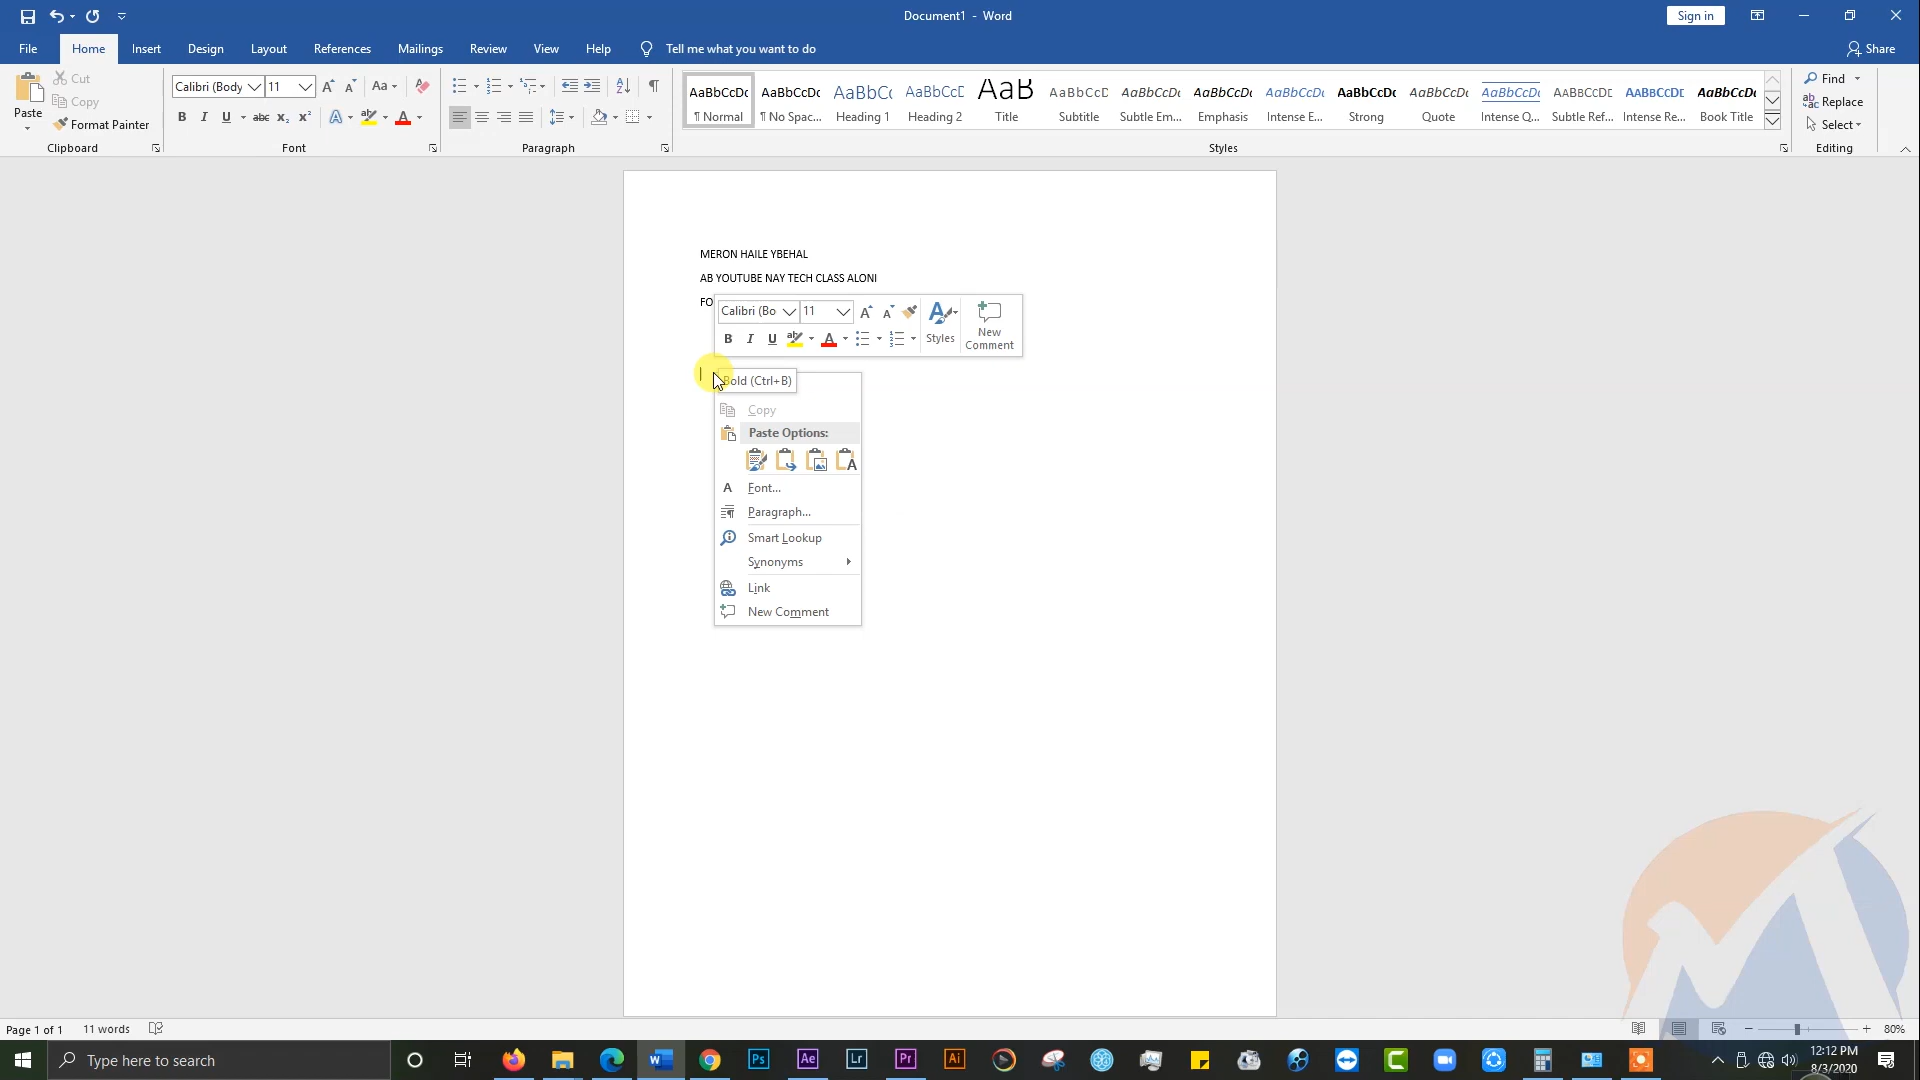 Document1 - Word
Sign in
File Home Insert Design Layout References Mailings Review View Help Tell me what you want to do Share
Paste
Cut
Copy
Format Painter
Clipboard
Calibri (Body 11
Font
Paragraph
AaBbCcDc AaBbCcDc AaBbCc AaBbCcD AaB AaBbCcD AaBbCcDc AaBbCcDc AaBbCcDc AaBbCcDc AaBbCcDc AaBbCcDc AABBCCDE AABBCCDE AaBbCcDc
¶ Normal ¶ No Spac... Heading 1 Heading 2 Title Subtitle Subtle Em... Emphasis Intense E... Strong Quote Intense Q... Subtle Ref... Intense Re... Book Title
Styles
Find
Replace
Select
Editing
MERON HAILE YBEHAL
AB YOUTUBE NAY TECH CLASS ALONI
FO
Calibri (Bo 11
Styles
New Comment
Bold (Ctrl+B)
Copy
Paste Options:
Font...
Paragraph...
Smart Lookup
Synonyms
Link
New Comment
Page 1 of 1 11 words 80%
Type here to search
12:12 PM
8/3/2020